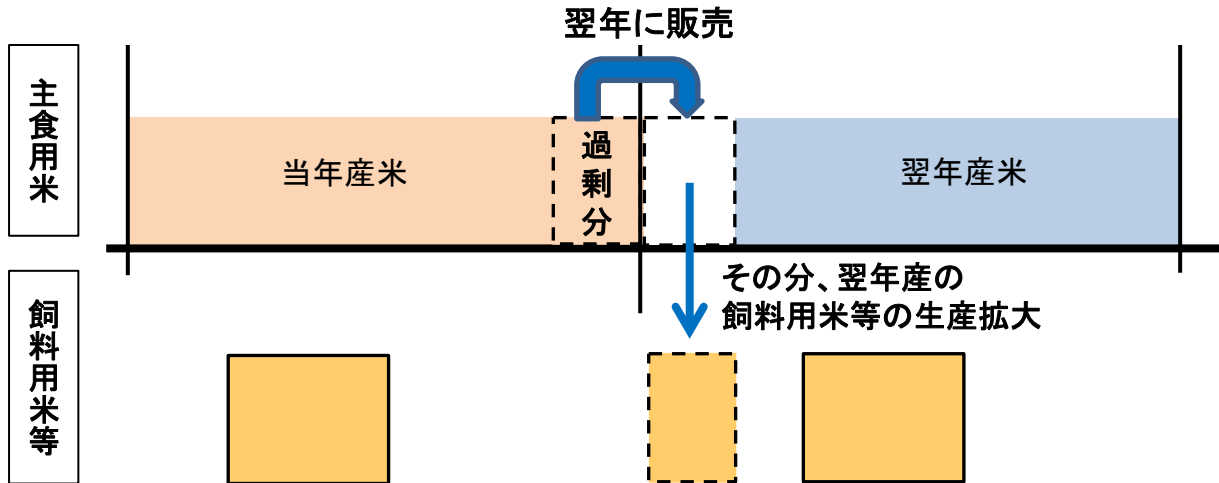 翌年に販売
主食用米
当年産米
過剰分
翌年産米
その分、翌年産の
飼料用米等の生産拡大
飼料用米等